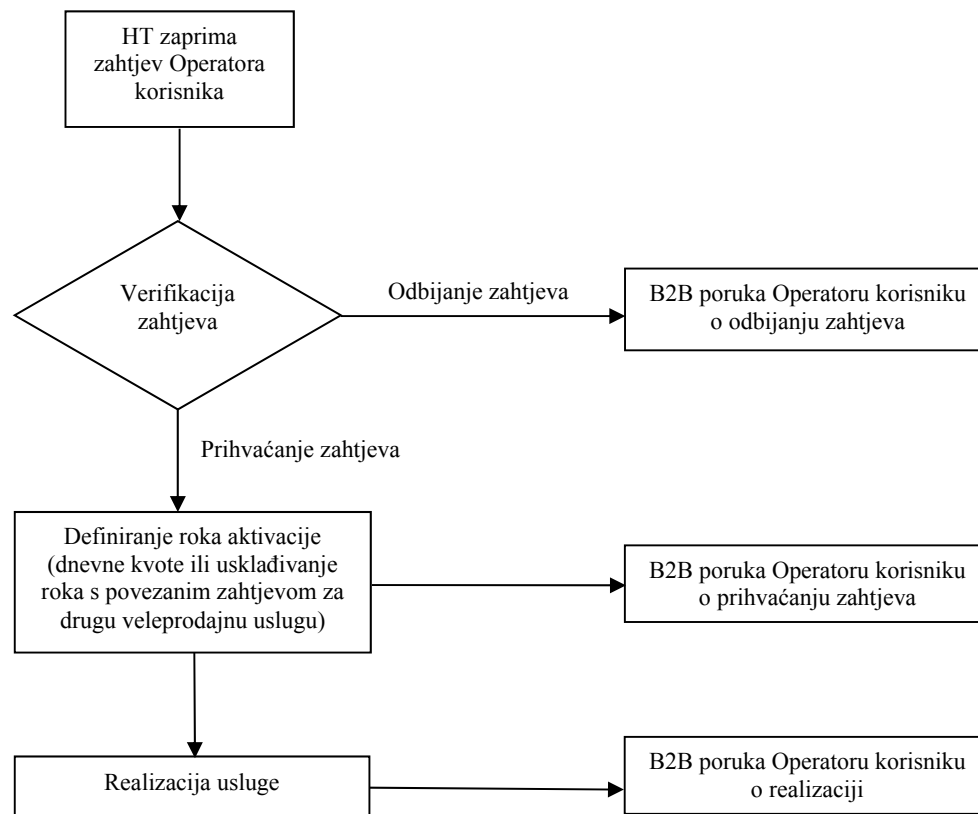 HT zaprima
zahtjev Operatora
korisnika
Verifikacija
zahtjeva
Odbijanje zahtjeva
B2B poruka Operatoru korisniku
o odbijanju zahtjeva
Prihvaćanje zahtjeva
Definiranje roka aktivacije
(dnevne kvote ili usklađivanje
roka s povezanim zahtjevom za
drugu veleprodajnu uslugu)
B2B poruka Operatoru korisniku
o prihvaćanju zahtjeva
Realizacija usluge
B2B poruka Operatoru korisniku
o realizaciji